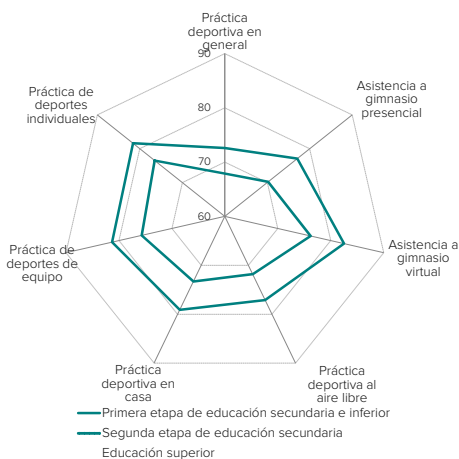 Práctica
deportiva en
general
90
80
70
60
Asistencia a
gimnasio
presencial
Asistencia a
gimnasio
virtual
Práctica
deportiva al
aire libre
Práctica
deportiva en
casa
Práctica de
deportes de
equipo
Práctica de
deportes
individuales
Primera etapa de educación secundaria e inferior
Segunda etapa de educación secundaria
Educación superior